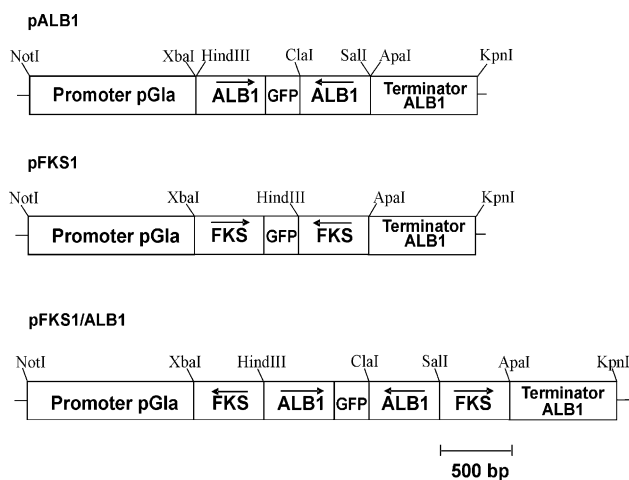 pALB1
NotI XbaI HindIII ClaI SalI ApaI KpnI
Promoter pGla ALB1 GFP ALB1 Terminator
ALB1
pFKS1
NotI XbaI HindIII ApaI KpnI
Promoter pGla FKS GFP FKS Terminator
ALB1
pFKS1/ALB1
NotI XbaI HindIII ClaI SalI ApaI KpnI
Promoter pGla FKS ALB1 GFP ALB1 FKS Terminator
ALB1
500 bp